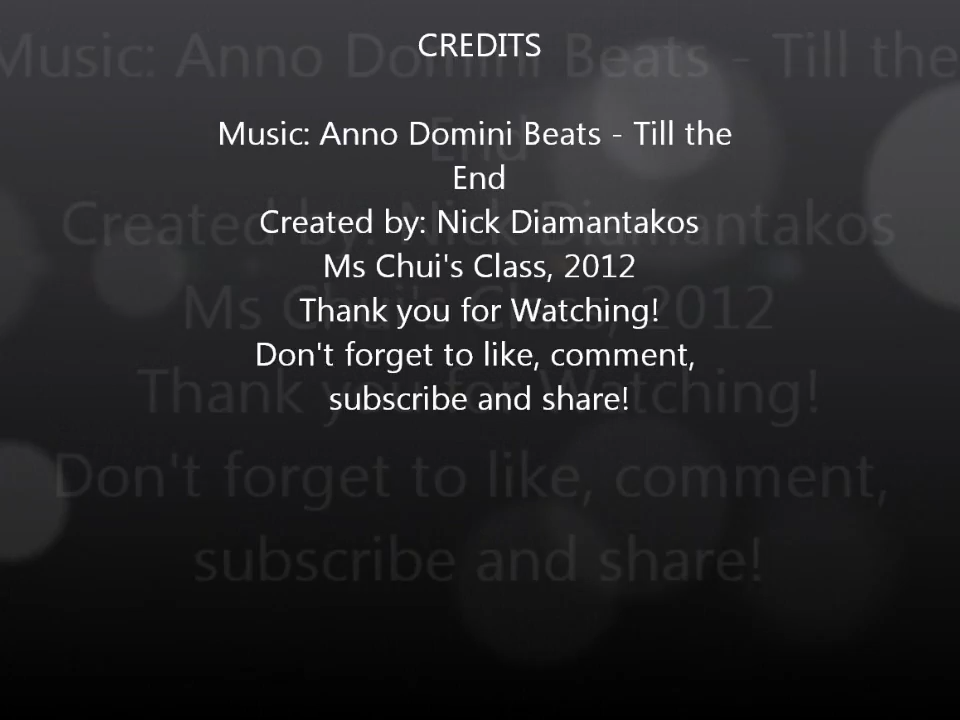 CREDITS
Music: Anno Domini Beats - Till the
End
Created by: Nick Diamantakos
Ms Chui's Class, 2012
Thank you for Watching!
Don't forget to like, comment,
subscribe and share!